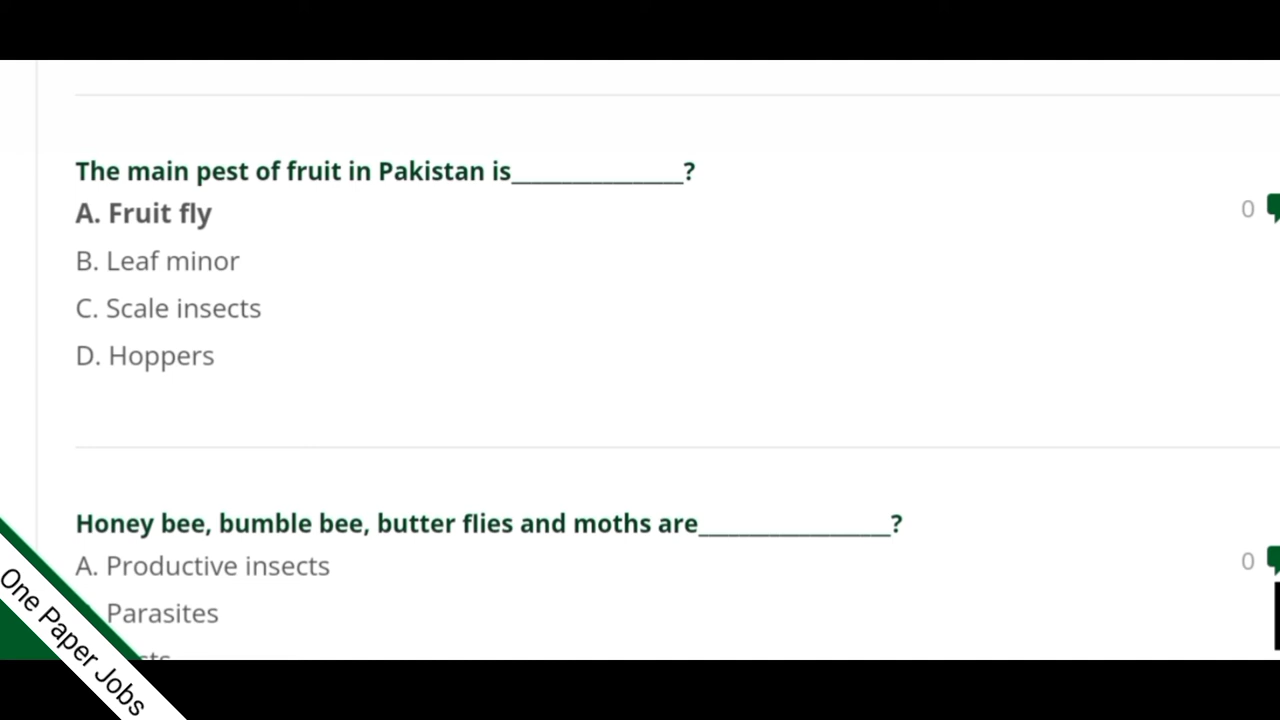 The main pest of fruit in Pakistan is_______________?
A. Fruit fly
0
B. Leaf minor
C. Scale insects
D. Hoppers
Honey bee, bumble bee, butter flies and moths are_________________?
A. Productive insects
0
Parasites
One Paper Jobs